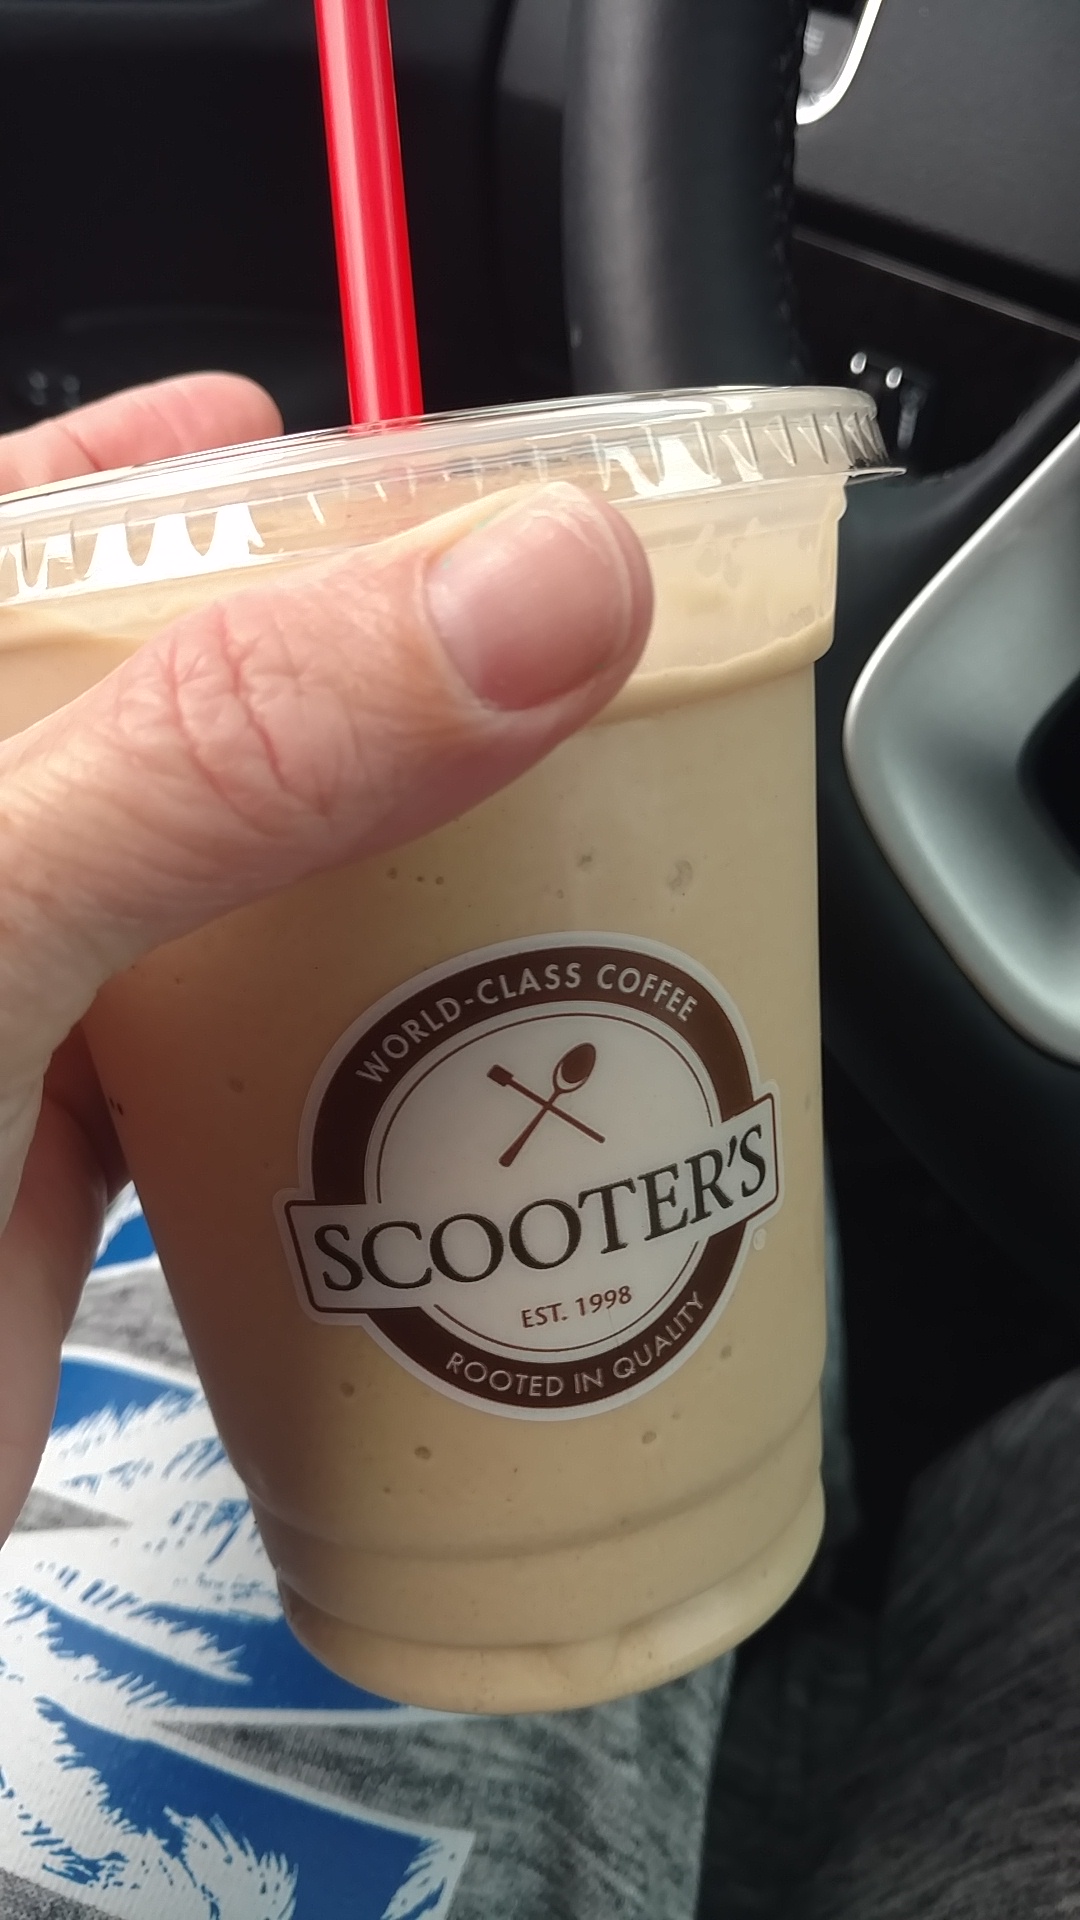 WORLD-CLASS COFFEE
SCOOTER'S
EST. 1998
ROOTED IN QUALITY